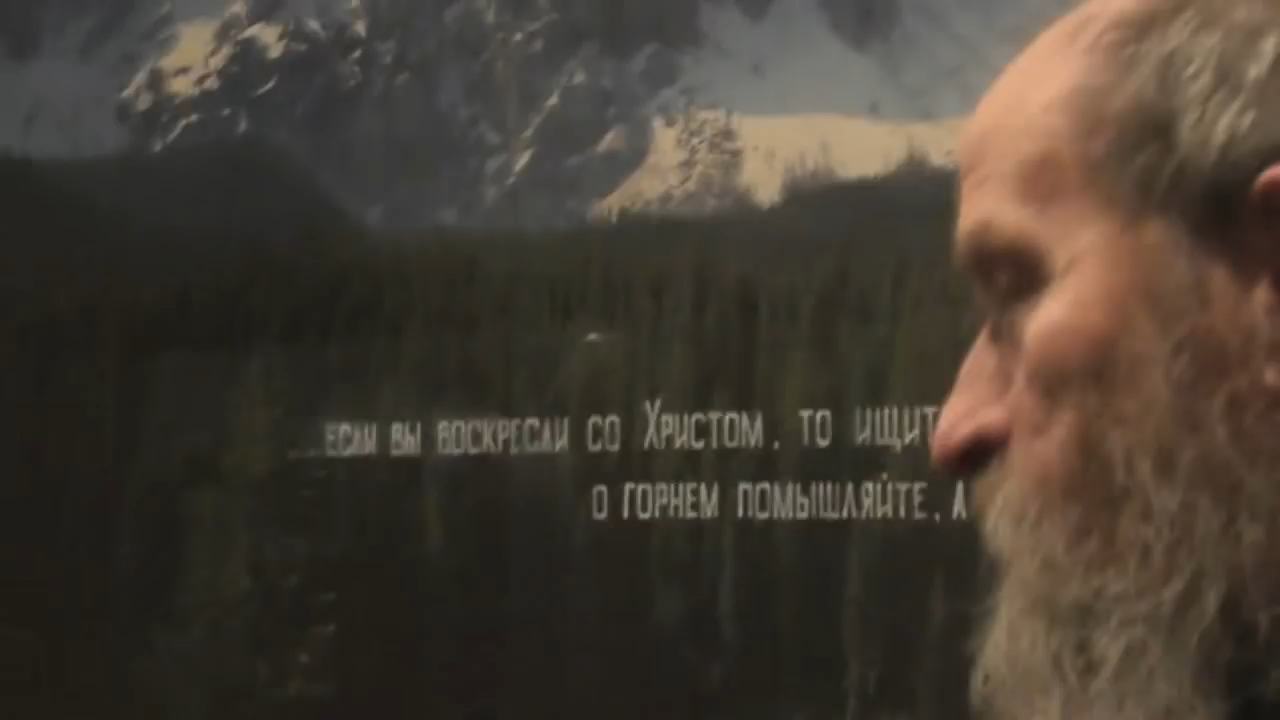 ...если вы воскресли со Христом, то ищит
о горнем помышляйте, а